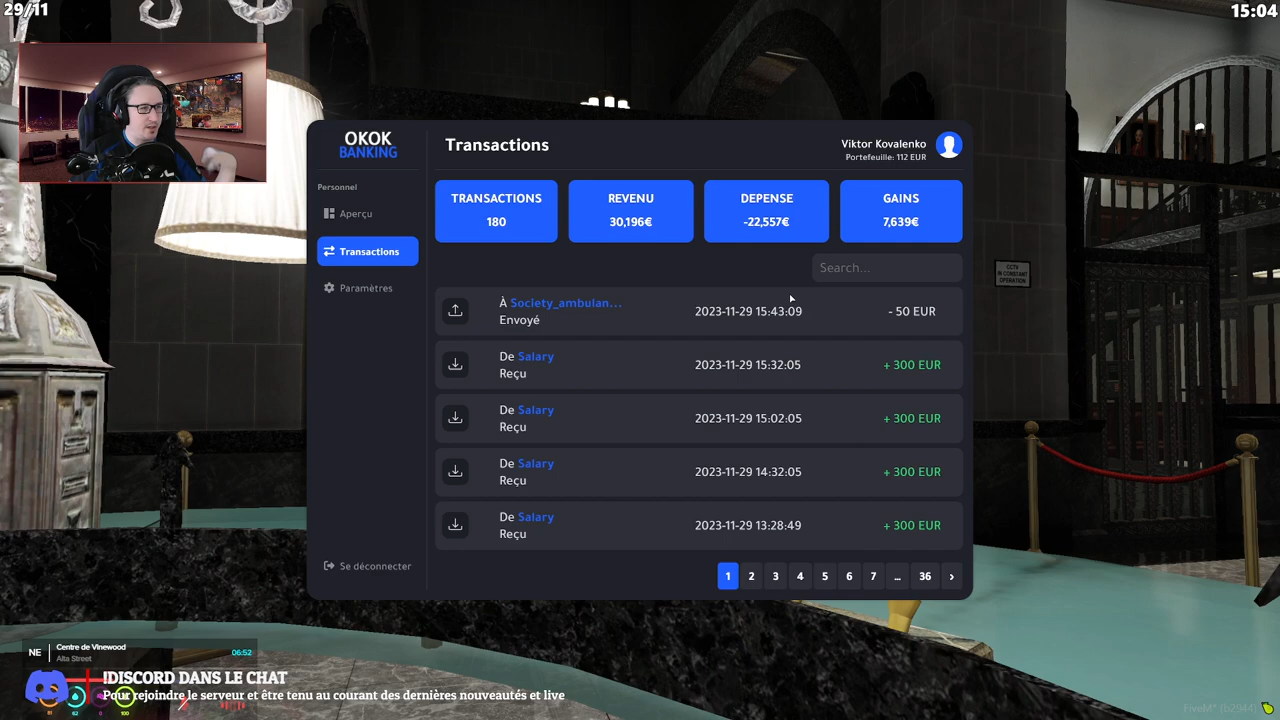 29/11
15:04
OKOK
BANKING
Transactions
Viktor Kovalenko
Portefeuille: 112 EUR
Personnel
Aperçu
Transactions
Paramètres
Se déconnecter
TRANSACTIONS
180
REVENU
30,196€
DEPENSE
-22,557€
GAINS
7,639€
Search...
À Society_ambulan...
Envoyé
2023-11-29 15:43:09
- 50 EUR
De Salary
Reçu
2023-11-29 15:32:05
+ 300 EUR
De Salary
Reçu
2023-11-29 15:02:05
+ 300 EUR
De Salary
Reçu
2023-11-29 14:32:05
+ 300 EUR
De Salary
Reçu
2023-11-29 13:28:49
+ 300 EUR
1 2 3 4 5 6 7 ... 36 ›
CCTV
IN CONSTANT
OPERATION
NE
Centre de Vinewood
Alta Street
06:52
!DISCORD DANS LE CHAT
Pour rejoindre le serveur et être tenu au courant des dernières nouveautés et live
62
100
FiveM* (b2944)